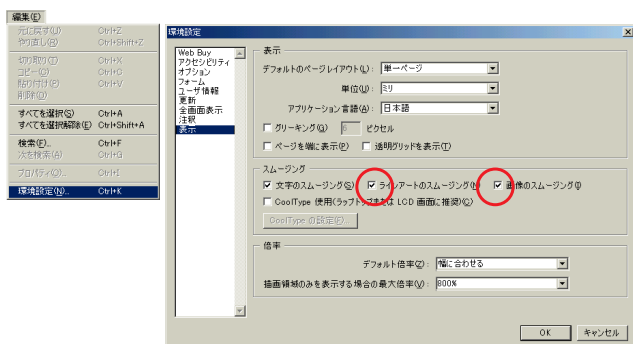 編集(E)
元に戻す(U) Ctrl+Z
やり直し(R) Ctrl+Shift+Z
切り取り(T) Ctrl+X
コピー(C) Ctrl+C
貼り付け(P) Ctrl+V
削除(D)
すべてを選択(S) Ctrl+A
すべてを選択解除(E) Ctrl+Shift+A
検索(F)... Ctrl+F
次を検索(A) Ctrl+G
プロパティ(O)... Ctrl+I
環境設定(N)... Ctrl+K
環境設定
Web Buy
アクセシビリティ
オプション
フォーム
ユーザ情報
更新
全画面表示
注釈
表示
表示
デフォルトのページレイアウト(L): 単一ページ
単位(U): ミリ
アプリケーション言語(A): 日本語
グリーキング(G) 6 ピクセル
ページを端に表示(P) 透明グリッドを表示(T)
スムージング
文字のスムージング(S) ラインアートのスムージング(N) 画像のスムージング(I)
CoolType 使用(ラップトップまたは LCD 画面に推奨)(C)
CoolType の設定(F)...
倍率
デフォルト倍率(Z): 幅に合わせる
描画領域のみを表示する場合の最大倍率(V): 800%
OK キャンセル